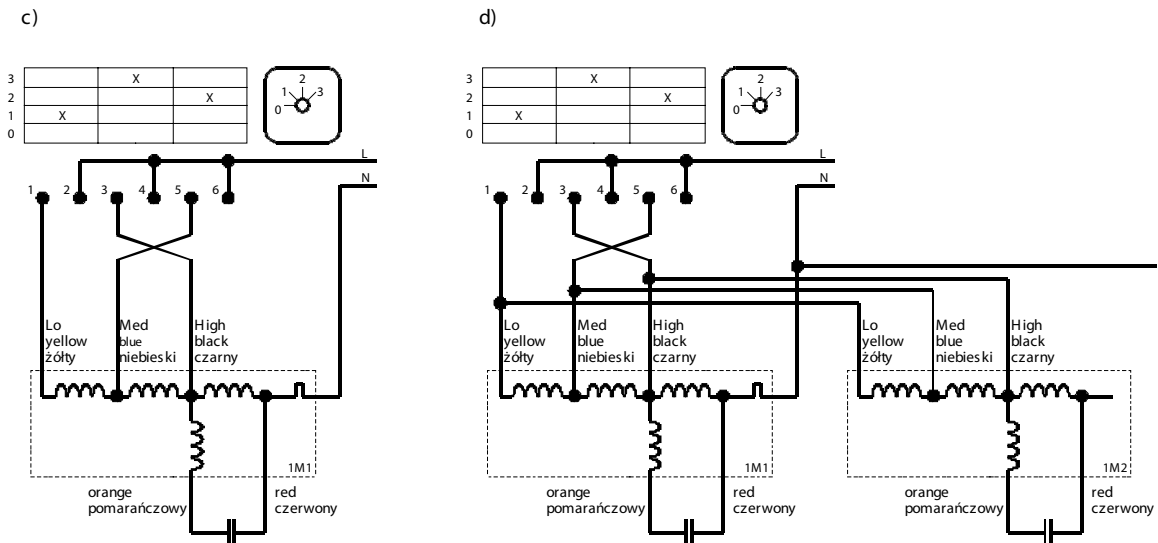 c)
3 X
2 X
1 X
0
0 1 2 3
L
N
1 2 3 4 5 6
Lo
yellow
żółty
Med
blue
niebieski
High
black
czarny
1M1
orange
pomarańczowy
red
czerwony
d)
3 X
2 X
1 X
0
0 1 2 3
L
N
1 2 3 4 5 6
Lo
yellow
żółty
Med
blue
niebieski
High
black
czarny
Lo
yellow
żółty
Med
blue
niebieski
High
black
czarny
1M1
1M2
orange
pomarańczowy
red
czerwony
orange
pomarańczowy
red
czerwony